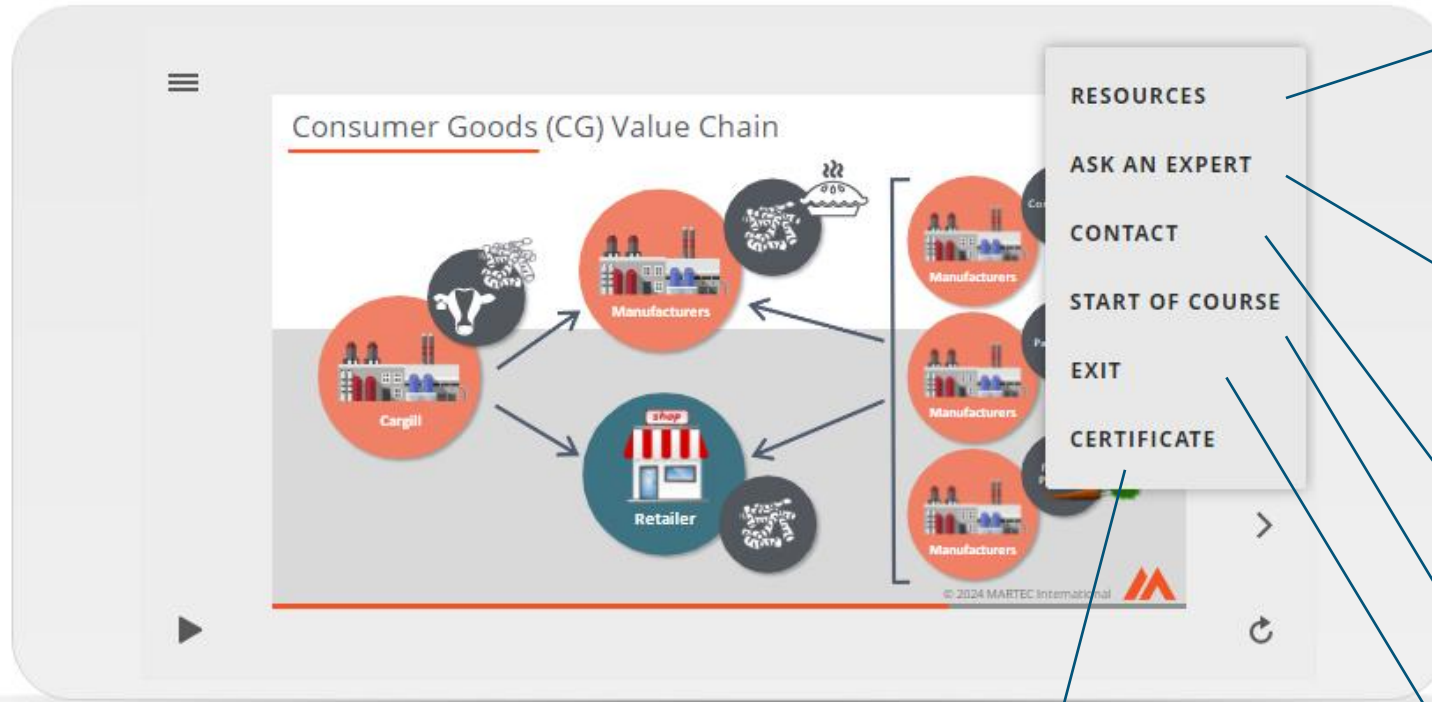 RESOURCES
ASK AN EXPERT
CONTACT
START OF COURSE
EXIT
CERTIFICATE
Consumer Goods (CG) Value Chain
Manufacturers
Manufacturers
Cargill
Manufacturers
shop
Retailer
Manufacturers
© 2024 MARTEC International